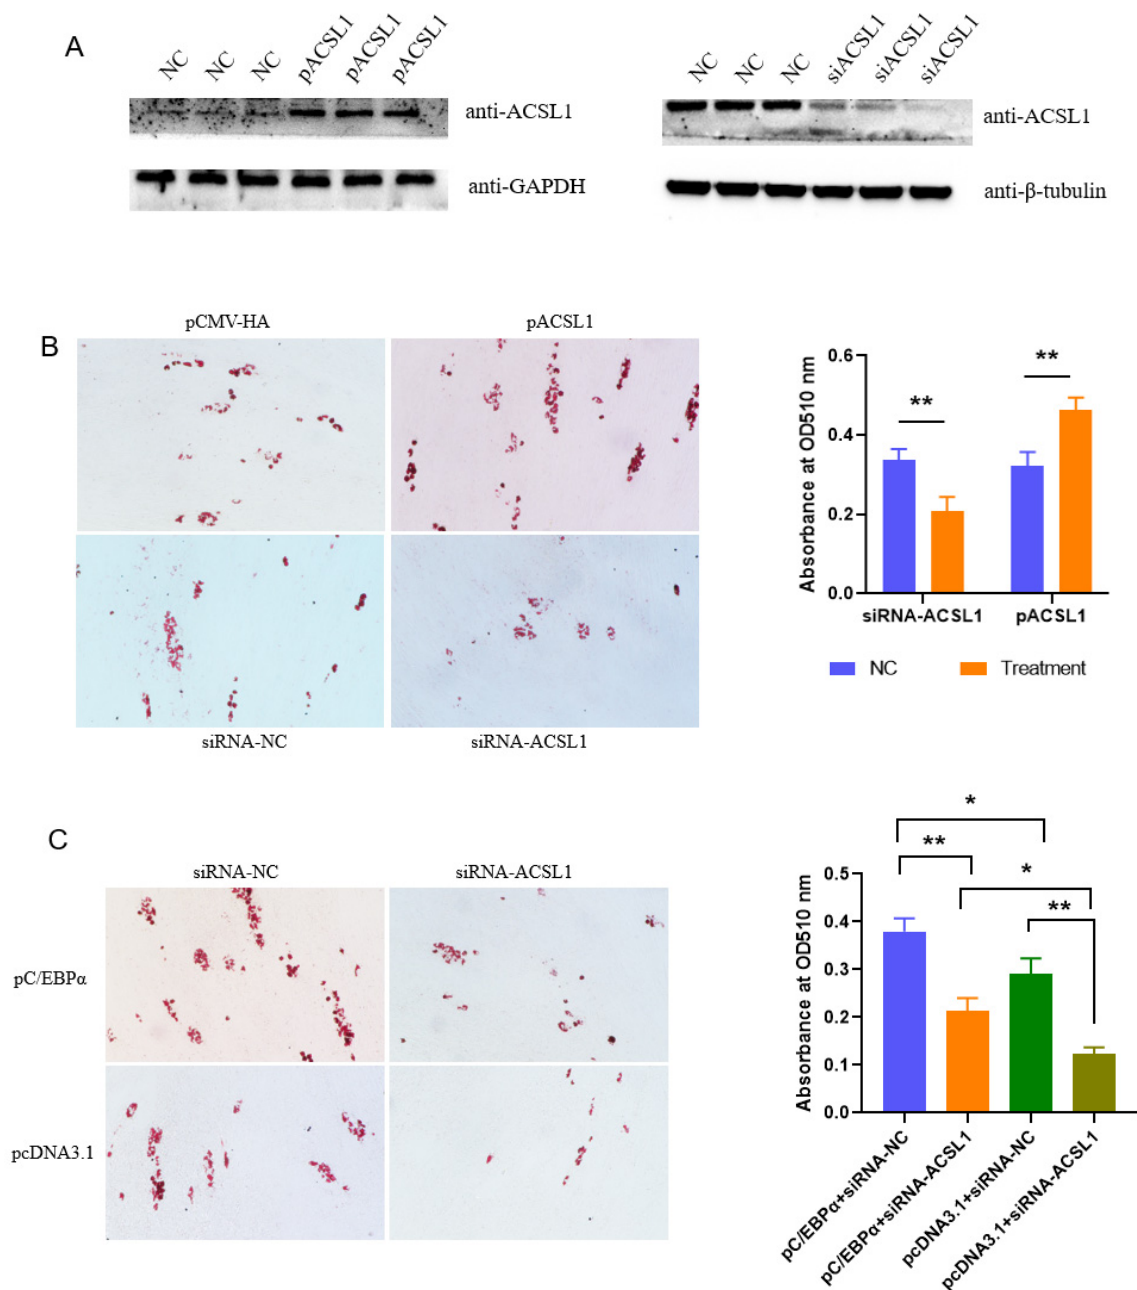 A
NC NC NC pACSL1 pACSL1 pACSL1
anti-ACSL1
anti-GAPDH
NC NC NC siACSL1 siACSL1 siACSL1
anti-ACSL1
anti-β-tubulin
B
pCMV-HA pACSL1
siRNA-NC siRNA-ACSL1
Absorbance at OD510 nm
0.6
0.4
0.2
0.0
** **
siRNA-ACSL1 pACSL1
NC Treatment
C
siRNA-NC siRNA-ACSL1
pC/EBPα
pcDNA3.1
Absorbance at OD510 nm
0.5
0.4
0.3
0.2
0.1
0.0
*
**
*
**
pC/EBPα+siRNA-NC
pC/EBPα+siRNA-ACSL1
pcDNA3.1+siRNA-NC
pcDNA3.1+siRNA-ACSL1